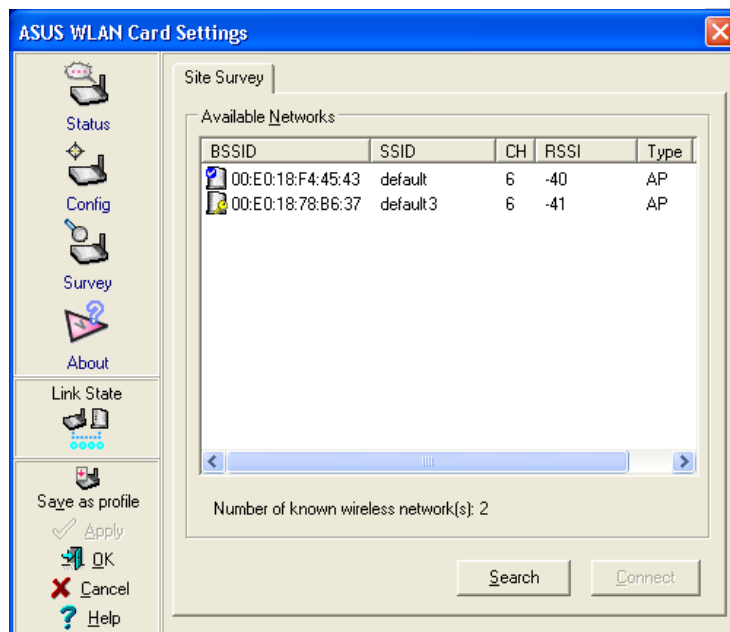 ASUS WLAN Card Settings
Status
Config
Survey
About
Link State
Save as profile
Apply
OK
Cancel
Help
Site Survey
Available Networks
BSSID SSID CH RSSI Type
00:E0:18:F4:45:43 default 6 -40 AP
00:E0:18:78:B6:37 default3 6 -41 AP
Number of known wireless network(s): 2
Search Connect